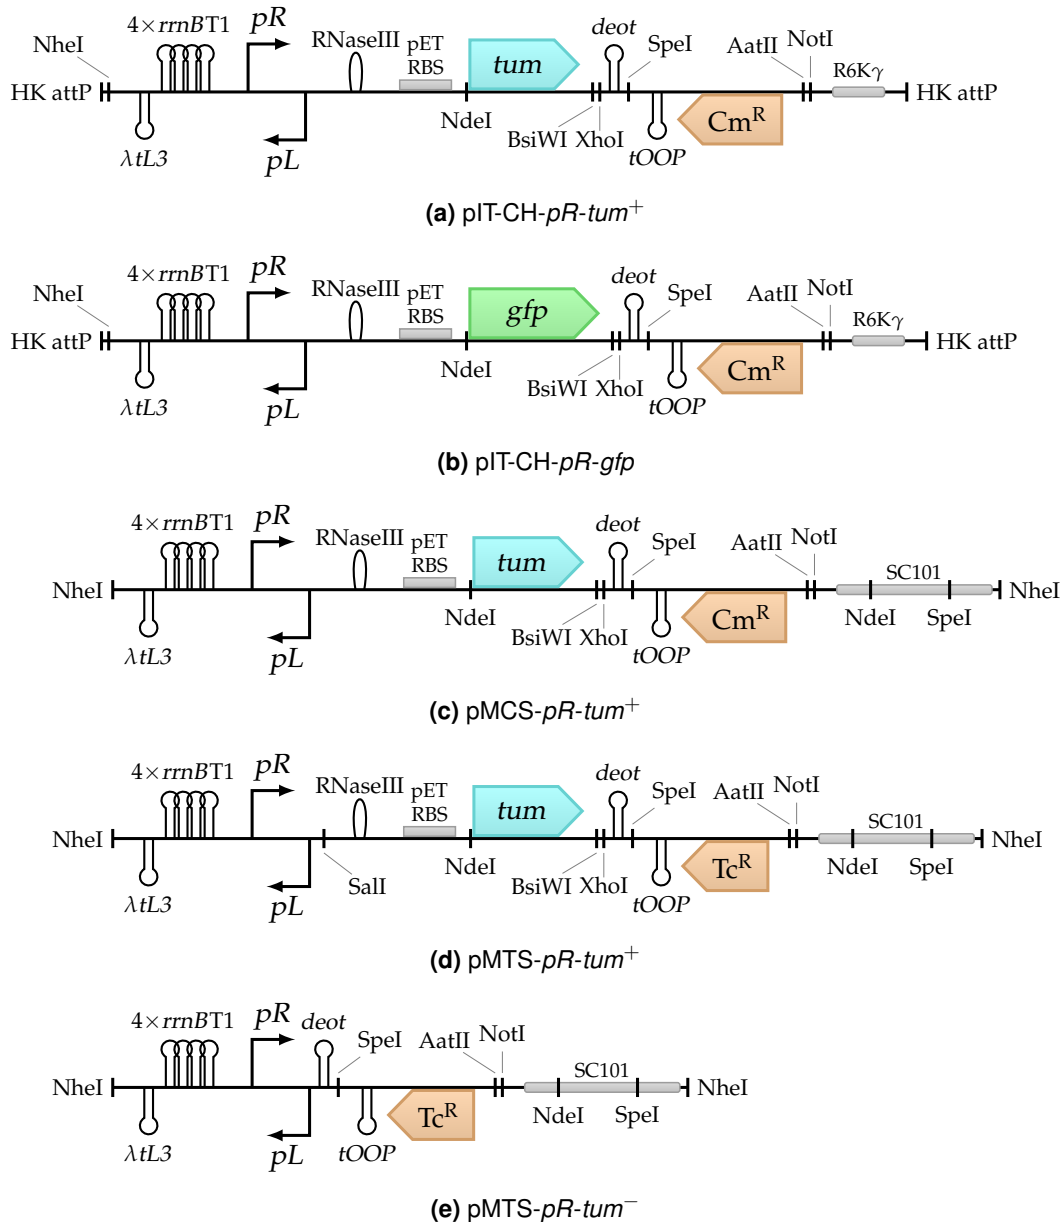 4×rrnBT1 pR RNaseIII pET RBS tum deot SpeI AatII NotI R6Kγ
NheI
HK attP HK attP
λtL3 pL NdeI BsiWI XhoI tOOP CmR
(a) pIT-CH-pR-tum+
4×rrnBT1 pR RNaseIII pET RBS gfp deot SpeI AatII NotI R6Kγ
NheI
HK attP HK attP
λtL3 pL NdeI BsiWI XhoI tOOP CmR
(b) pIT-CH-pR-gfp
4×rrnBT1 pR RNaseIII pET RBS tum deot SpeI AatII NotI SC101
NheI NheI
λtL3 pL NdeI BsiWI XhoI tOOP CmR NdeI SpeI
(c) pMCS-pR-tum+
4×rrnBT1 pR RNaseIII pET RBS tum deot SpeI AatII NotI SC101
NheI NheI
λtL3 pL SalI NdeI BsiWI XhoI tOOP TcR NdeI SpeI
(d) pMTS-pR-tum+
4×rrnBT1 pR deot SpeI AatII NotI SC101
NheI NheI
λtL3 pL tOOP TcR NdeI SpeI
(e) pMTS-pR-tum−